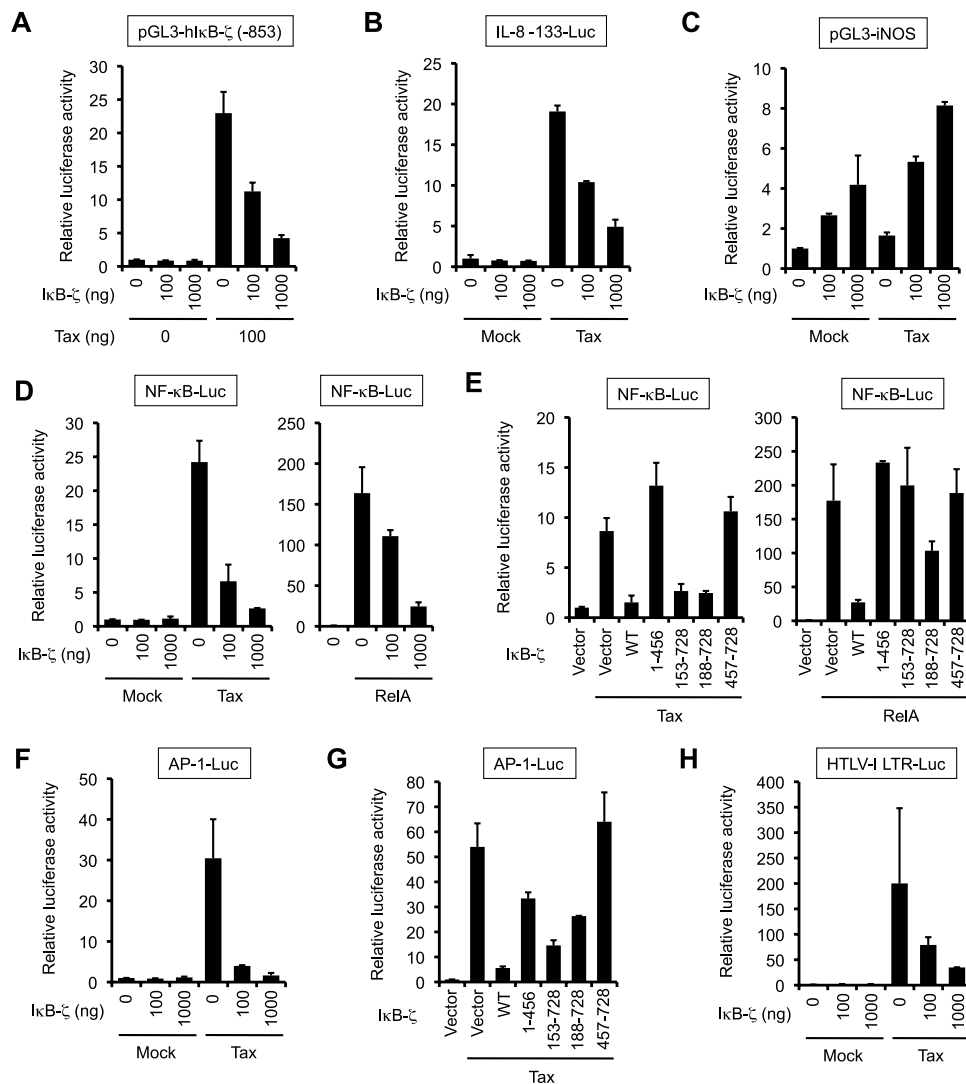 A
pGL3-hIκB-ζ (-853)
Relative luciferase activity
30
25
20
15
10
5
0
IκB-ζ (ng)
0 100 1000 0 100 1000
Tax (ng)
0 100
B
IL-8 -133-Luc
Relative luciferase activity
20
15
10
5
0
IκB-ζ (ng)
0 100 1000 0 100 1000
Mock Tax
C
pGL3-iNOS
Relative luciferase activity
10
8
6
4
2
0
IκB-ζ (ng)
0 100 1000 0 100 1000
Mock Tax
D
NF-κB-Luc
Relative luciferase activity
30
25
20
15
10
5
0
IκB-ζ (ng)
0 100 1000 0 100 1000
Mock Tax
NF-κB-Luc
250
200
150
100
50
0
0 0 100 1000
RelA
E
NF-κB-Luc
Relative luciferase activity
20
15
10
5
0
IκB-ζ
Vector Vector WT 1-456 153-728 188-728 457-728
Tax
NF-κB-Luc
Relative luciferase activity
300
250
200
150
100
50
0
Vector Vector WT 1-456 153-728 188-728 457-728
RelA
F
AP-1-Luc
Relative luciferase activity
50
40
30
20
10
0
IκB-ζ (ng)
0 100 1000 0 100 1000
Mock Tax
G
AP-1-Luc
Relative luciferase activity
80
70
60
50
40
30
20
10
0
IκB-ζ
Vector Vector WT 1-456 153-728 188-728 457-728
Tax
H
HTLV-I LTR-Luc
Relative luciferase activity
400
350
300
250
200
150
100
50
0
IκB-ζ (ng)
0 100 1000 0 100 1000
Mock Tax